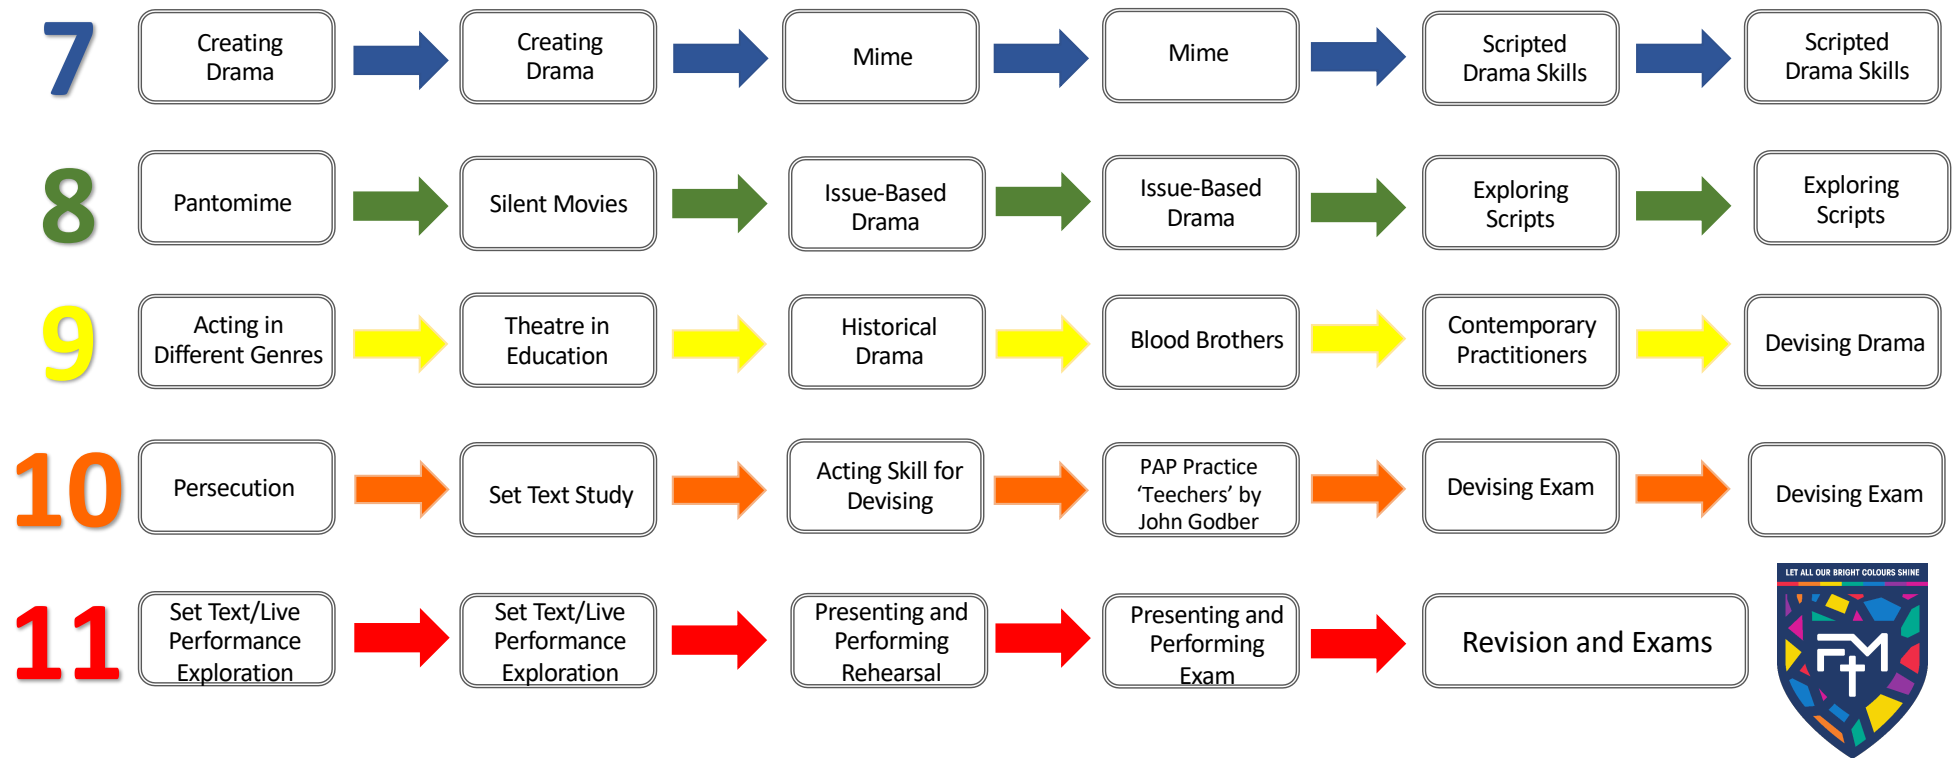 7
Creating
Drama
Creating
Drama
Mime
Mime
Scripted
Drama Skills
Scripted
Drama Skills
8
Pantomime
Silent Movies
Issue-Based
Drama
Issue-Based
Drama
Exploring
Scripts
Exploring
Scripts
9
Acting in
Different Genres
Theatre in
Education
Historical
Drama
Blood Brothers
Contemporary
Practitioners
Devising Drama
10
Persecution
Set Text Study
Acting Skill for
Devising
PAP Practice
‘Teechers’ by
John Godber
Devising Exam
Devising Exam
11
Set Text/Live
Performance
Exploration
Set Text/Live
Performance
Exploration
Presenting and
Performing
Rehearsal
Presenting and
Performing
Exam
Revision and Exams
LET ALL OUR BRIGHT COLOURS SHINE
FM